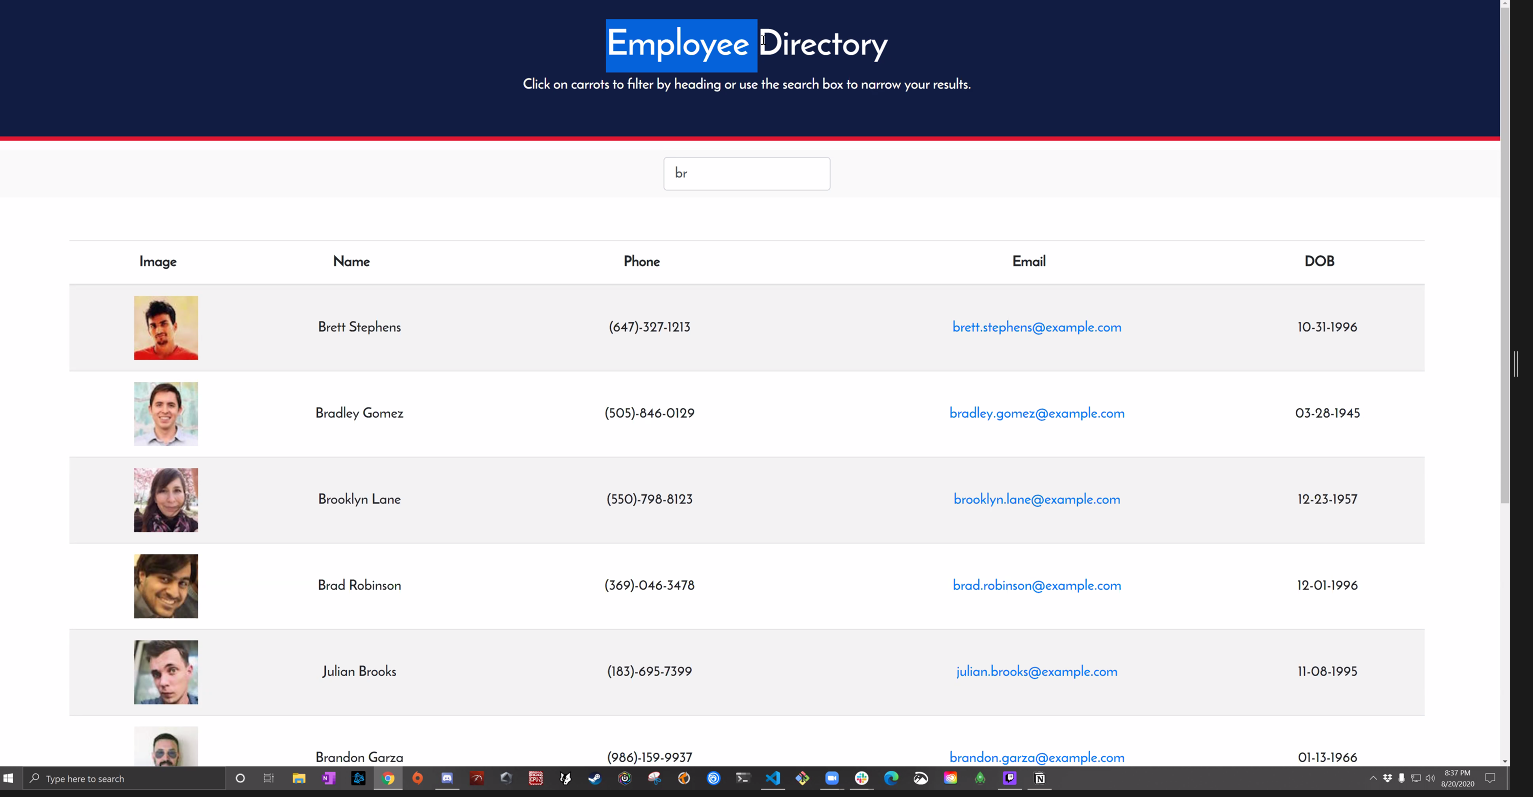 Employee Directory
Click on carrots to filter by heading or use the search box to narrow your results.
br
Image Name Phone Email DOB
Brett Stephens (647)-327-1213 brett.stephens@example.com 10-31-1996
Bradley Gomez (505)-846-0129 bradley.gomez@example.com 03-28-1945
Brooklyn Lane (550)-798-8123 brooklyn.lane@example.com 12-23-1957
Brad Robinson (369)-046-3478 brad.robinson@example.com 12-01-1996
Julian Brooks (183)-695-7399 julian.brooks@example.com 11-08-1995
Brandon Garza (986)-159-9937 brandon.garza@example.com 01-13-1966
Type here to search
8:37 PM
8/20/2020